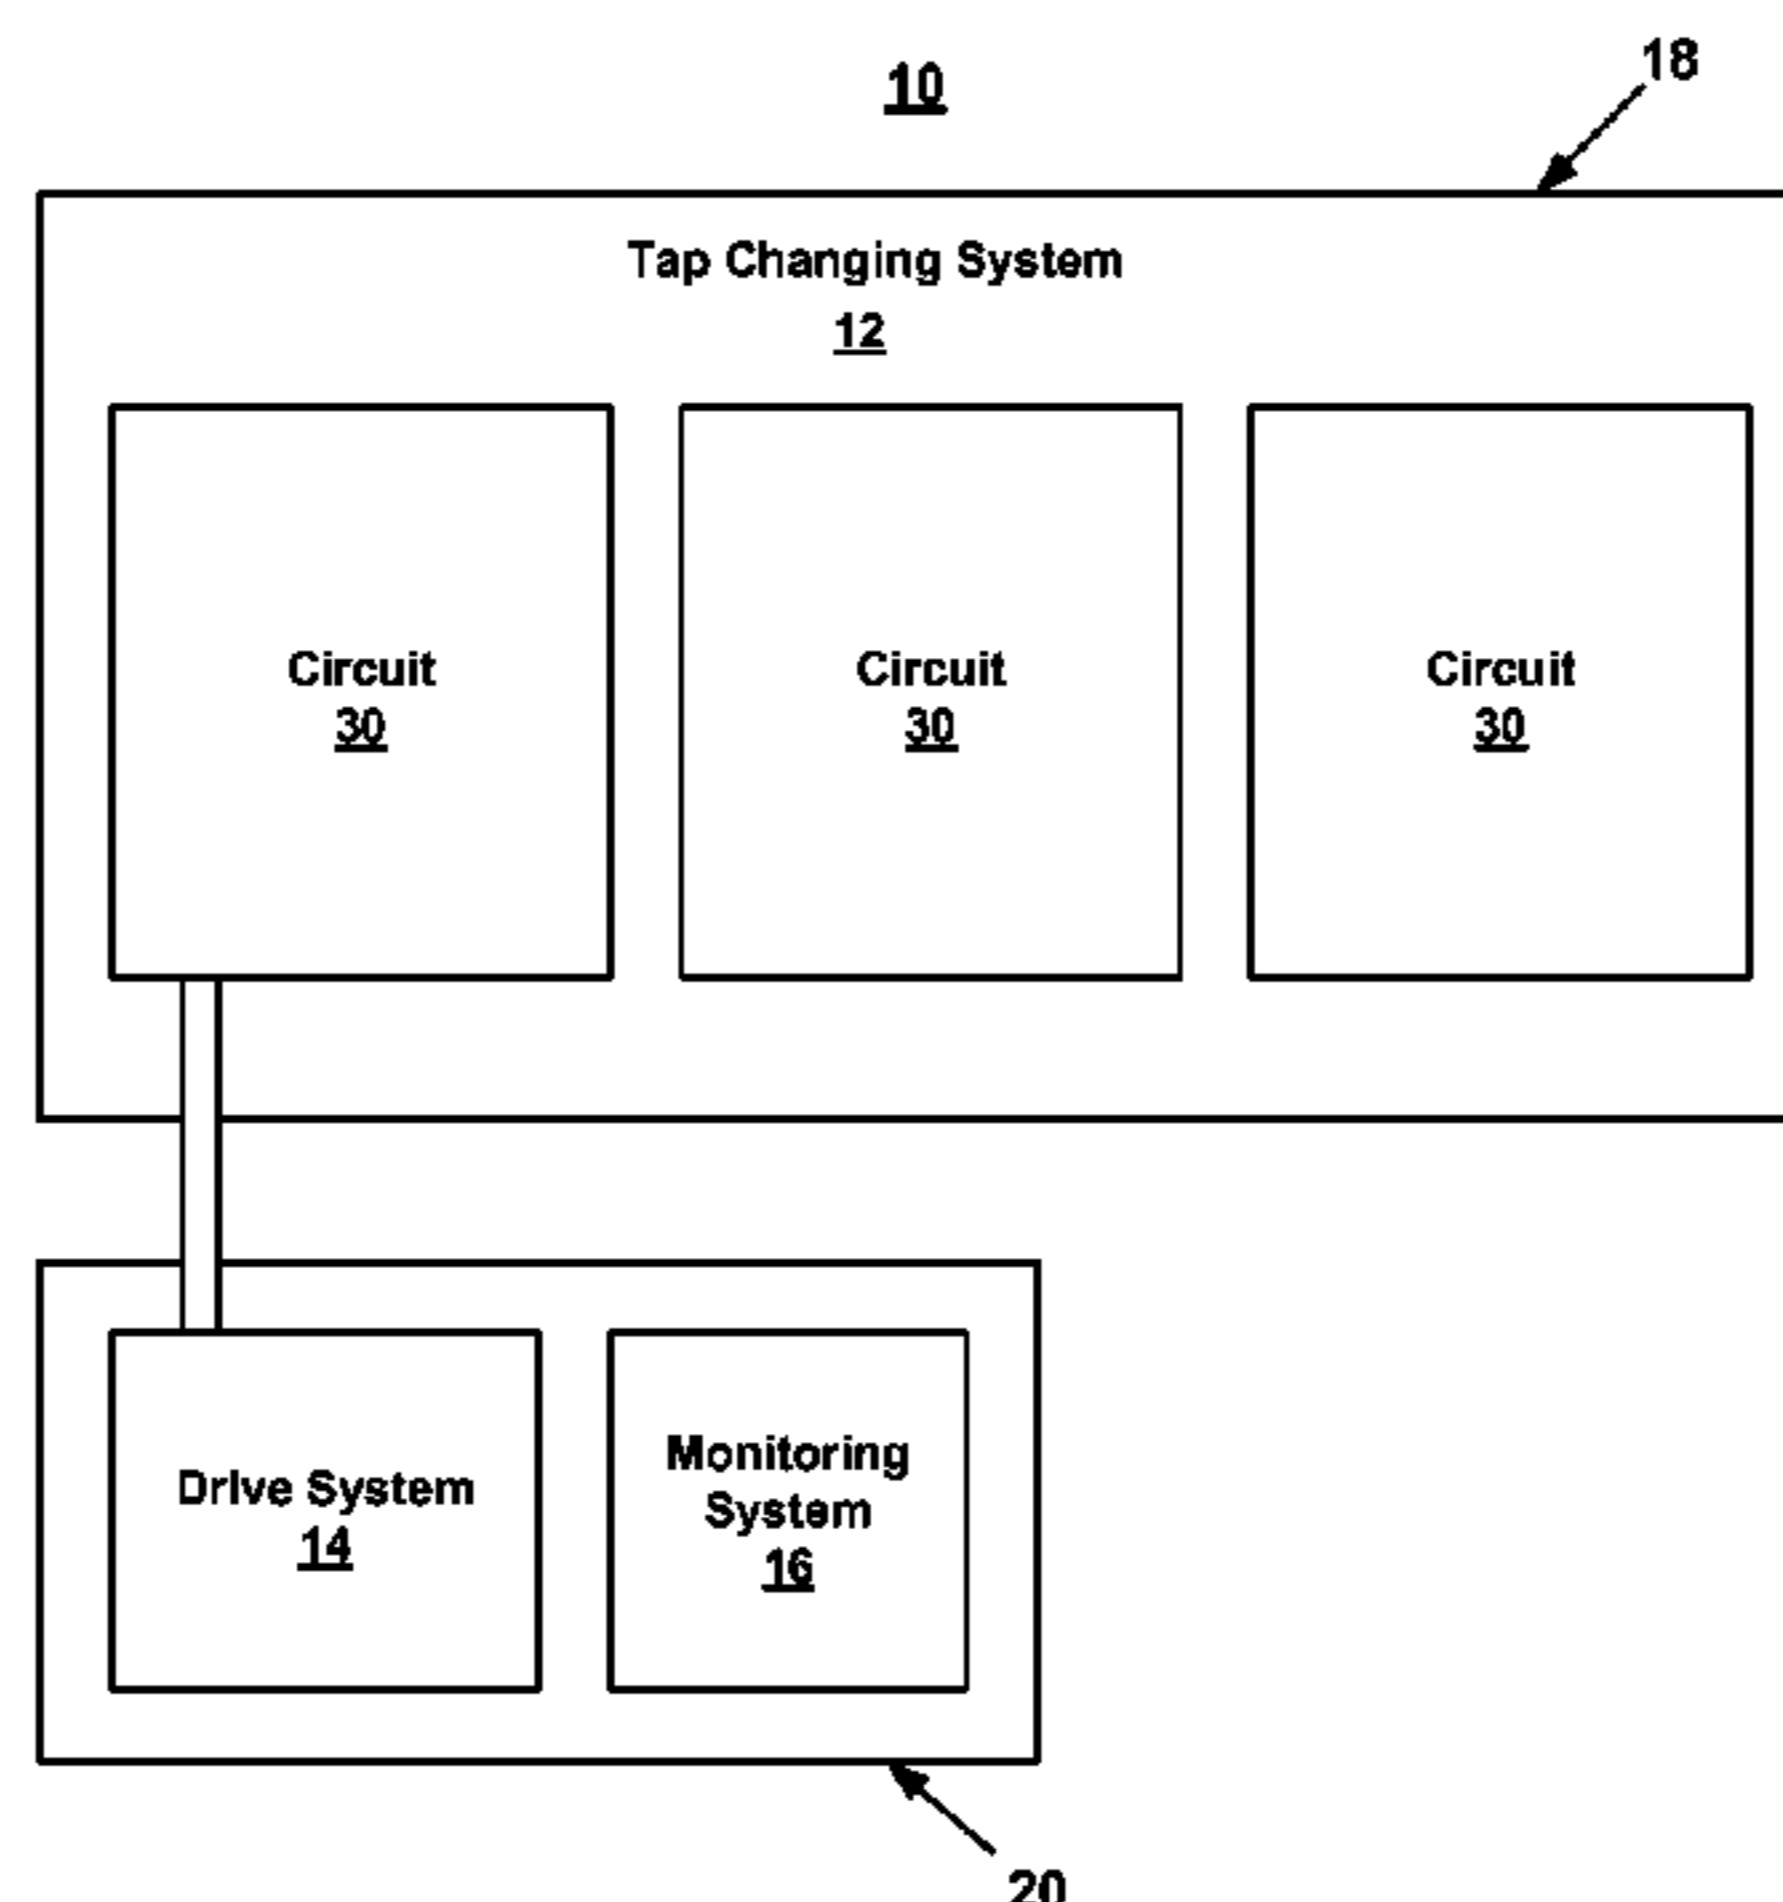 10
18
Tap Changing System
12
Circuit
30
Circuit
30
Circuit
30
Drive System
14
Monitoring
System
16
20